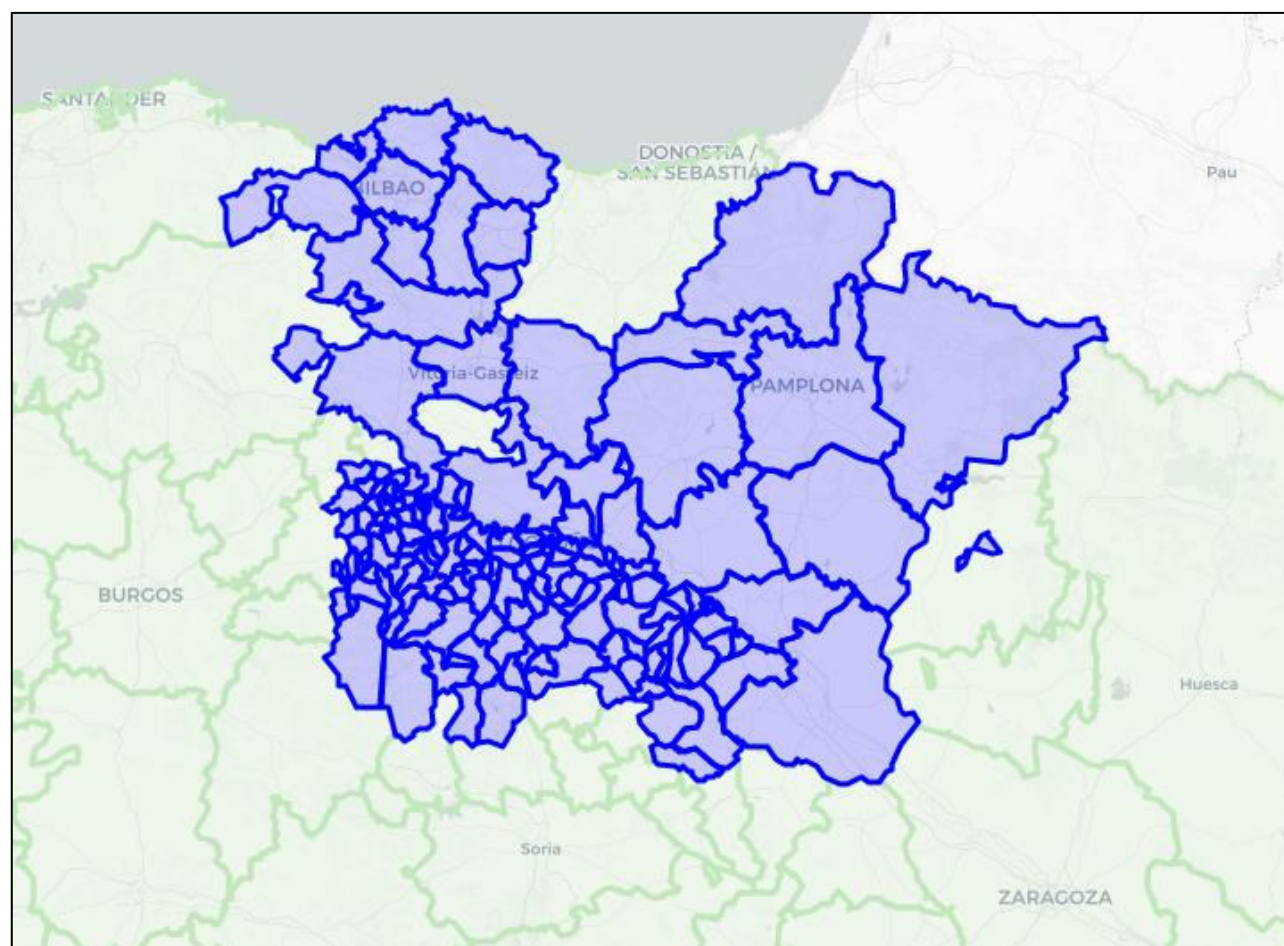 SANTANDER
DONOSTIA /
SAN SEBASTIÁN
Pau
BILBAO
Vitoria-Gasteiz
PAMPLONA
BURGOS
Huesca
Soria
ZARAGOZA